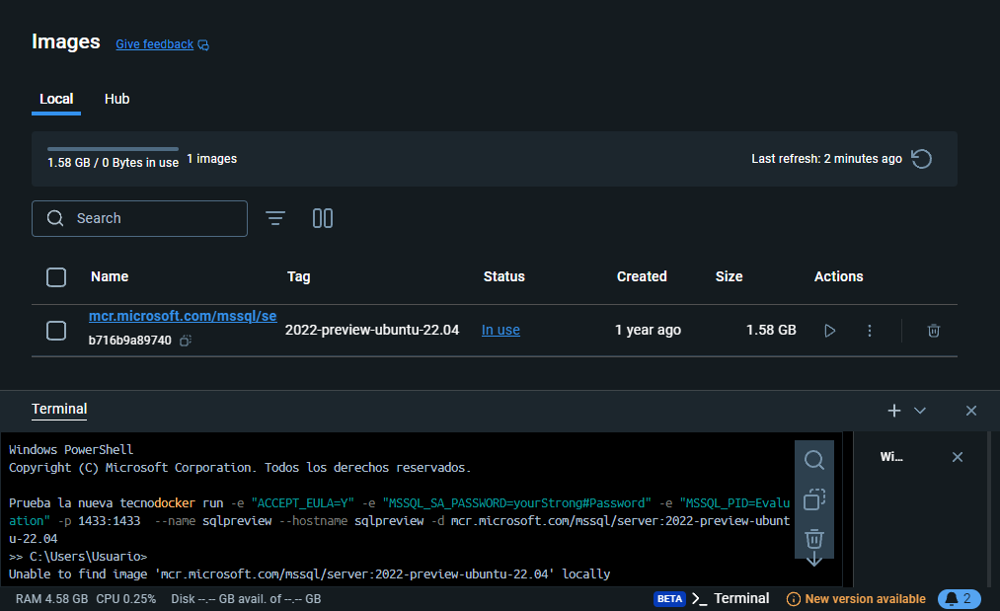 Images
Give feedback
Local
Hub
1.58 GB / 0 Bytes in use
1 images
Last refresh: 2 minutes ago
Search
Name
Tag
Status
Created
Size
Actions
mcr.microsoft.com/mssql/se
b716b9a89740
2022-preview-ubuntu-22.04
In use
1 year ago
1.58 GB
Terminal
Windows PowerShell
Copyright (C) Microsoft Corporation. Todos los derechos reservados.
Prueba la nueva tecnodocker run -e "ACCEPT_EULA=Y" -e "MSSQL_SA_PASSWORD=yourStrong#Password" -e "MSSQL_PID=Evalu
ation" -p 1433:1433 --name sqlpreview --hostname sqlpreview -d mcr.microsoft.com/mssql/server:2022-preview-ubunt
u-22.04
>> C:\Users\Usuario>
Unable to find image 'mcr.microsoft.com/mssql/server:2022-preview-ubuntu-22.04' locally
Wi...
RAM 4.58 GB CPU 0.25% Disk --.-- GB avail. of --.-- GB
BETA
>_ Terminal
New version available
2